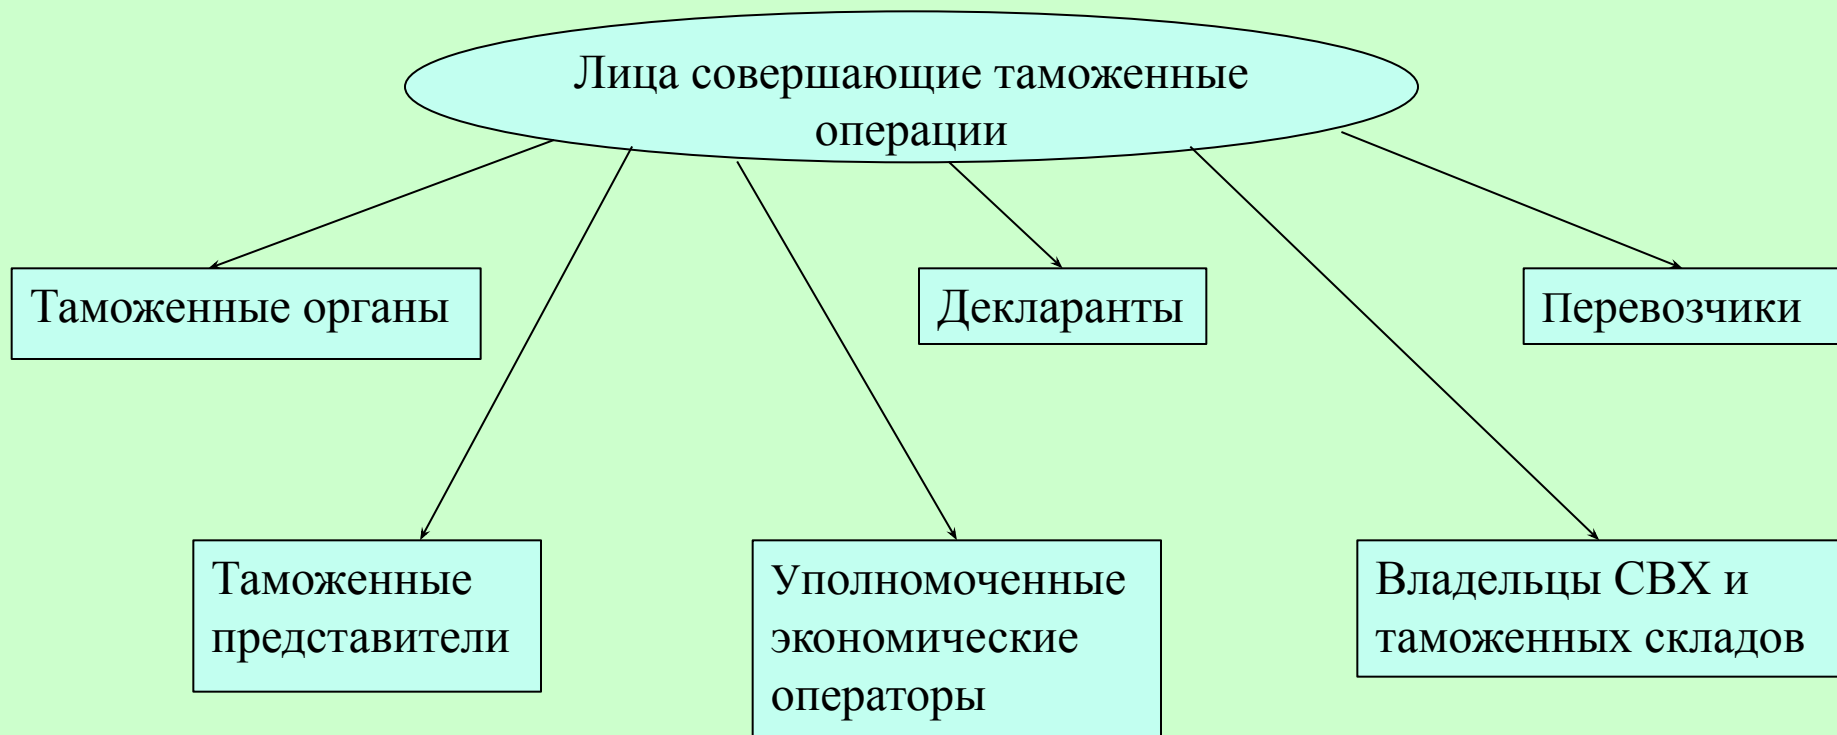 Лица совершающие таможенные
операции
Таможенные органы
Декларанты
Перевозчики
Таможенные
представители
Уполномоченные
экономические
операторы
Владельцы СВХ и
таможенных складов